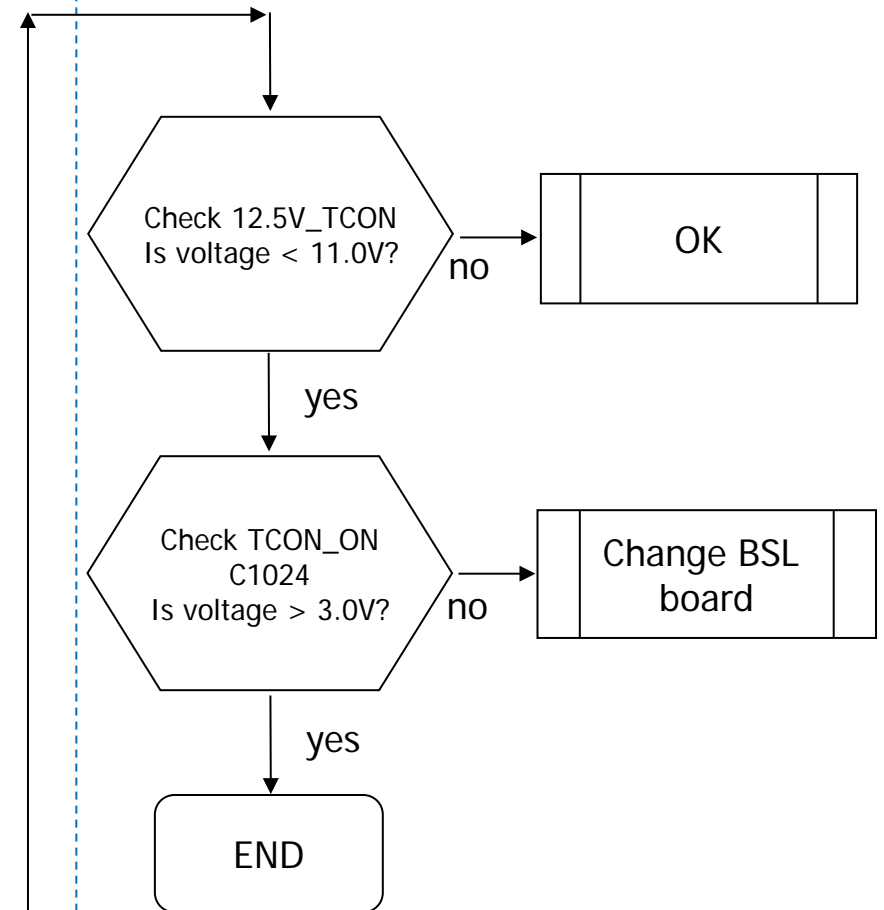 Check 12.5V_TCON
Is voltage < 11.0V?
no
OK
yes
Check TCON_ON
C1024
Is voltage > 3.0V?
no
Change BSL
board
yes
END